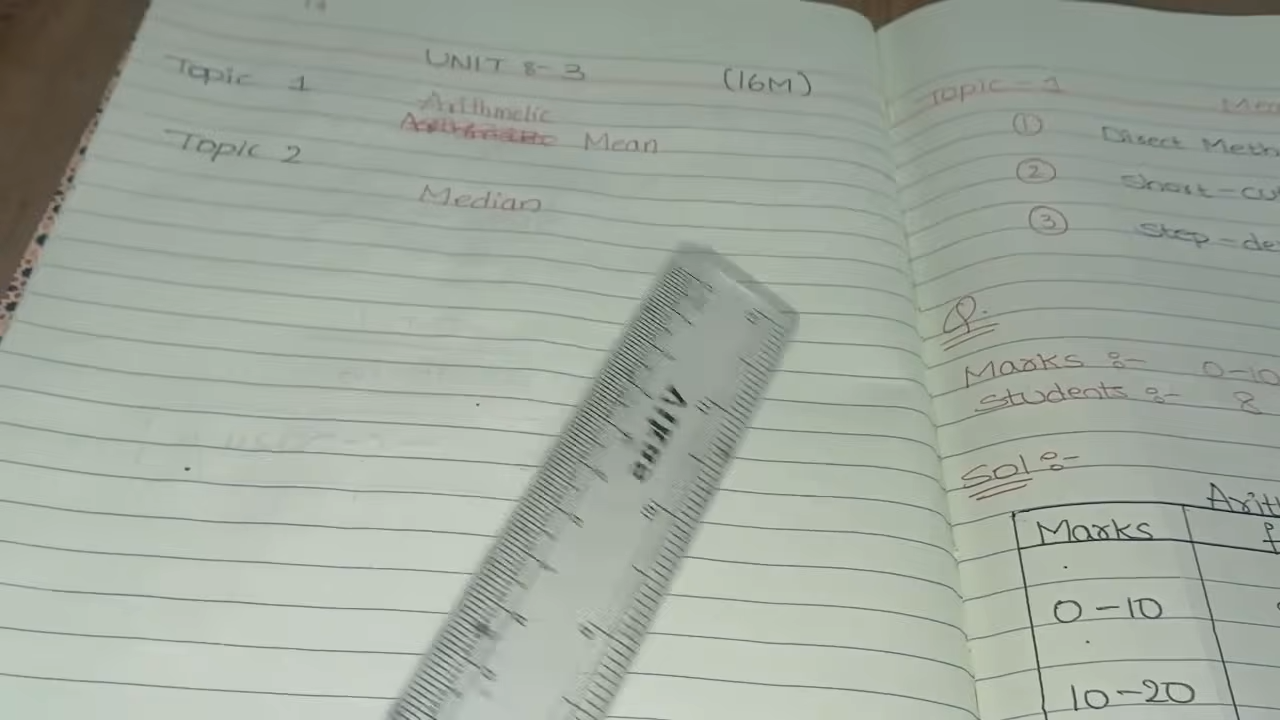 UNIT 8-3 (16M)
Topic 1
Arithmetic
Mean
Topic 2
Median
Topic - 1
① Direct
② Short-cu
③ Step-de
Q.
Marks :- 0-10
Students :- 8
Sol :-
Marks f
0-10
10-20